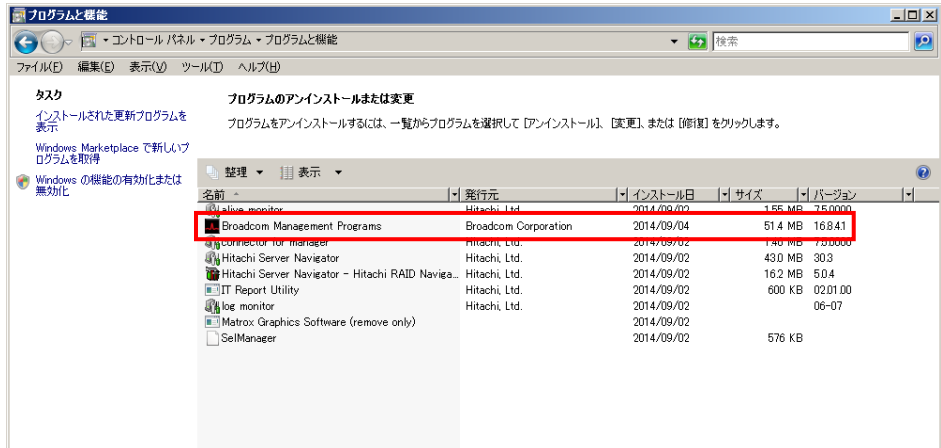 プログラムと機能
コントロール パネル ▾ プログラム ▾ プログラムと機能
検索
ファイル(F) 編集(E) 表示(V) ツール(T) ヘルプ(H)
タスク
インストールされた更新プログラムを
表示
Windows Marketplace で新しいプ
ログラムを取得
Windows の機能の有効化または
無効化
プログラムのアンインストールまたは変更
プログラムをアンインストールするには、一覧からプログラムを選択して [アンインストール]、[変更]、または [修復] をクリックします。
整理 ▾ 表示 ▾
名前 発行元 インストール日 サイズ バージョン
alive monitor Hitachi, Ltd. 2014/09/02 1.55 MB 7.5.0000
Broadcom Management Programs Broadcom Corporation 2014/09/04 51.4 MB 16.8.4.1
connector for manager Hitachi, Ltd. 2014/09/02 1.40 MB 7.5.0000
Hitachi Server Navigator Hitachi, Ltd. 2014/09/02 43.0 MB 3.0.3
Hitachi Server Navigator - Hitachi RAID Naviga... Hitachi, Ltd. 2014/09/02 16.2 MB 5.0.4
IT Report Utility Hitachi, Ltd. 2014/09/02 600 KB 02.01.00
log monitor Hitachi, Ltd. 2014/09/02 06-07
Matrox Graphics Software (remove only) 2014/09/02
SelManager 2014/09/02 576 KB